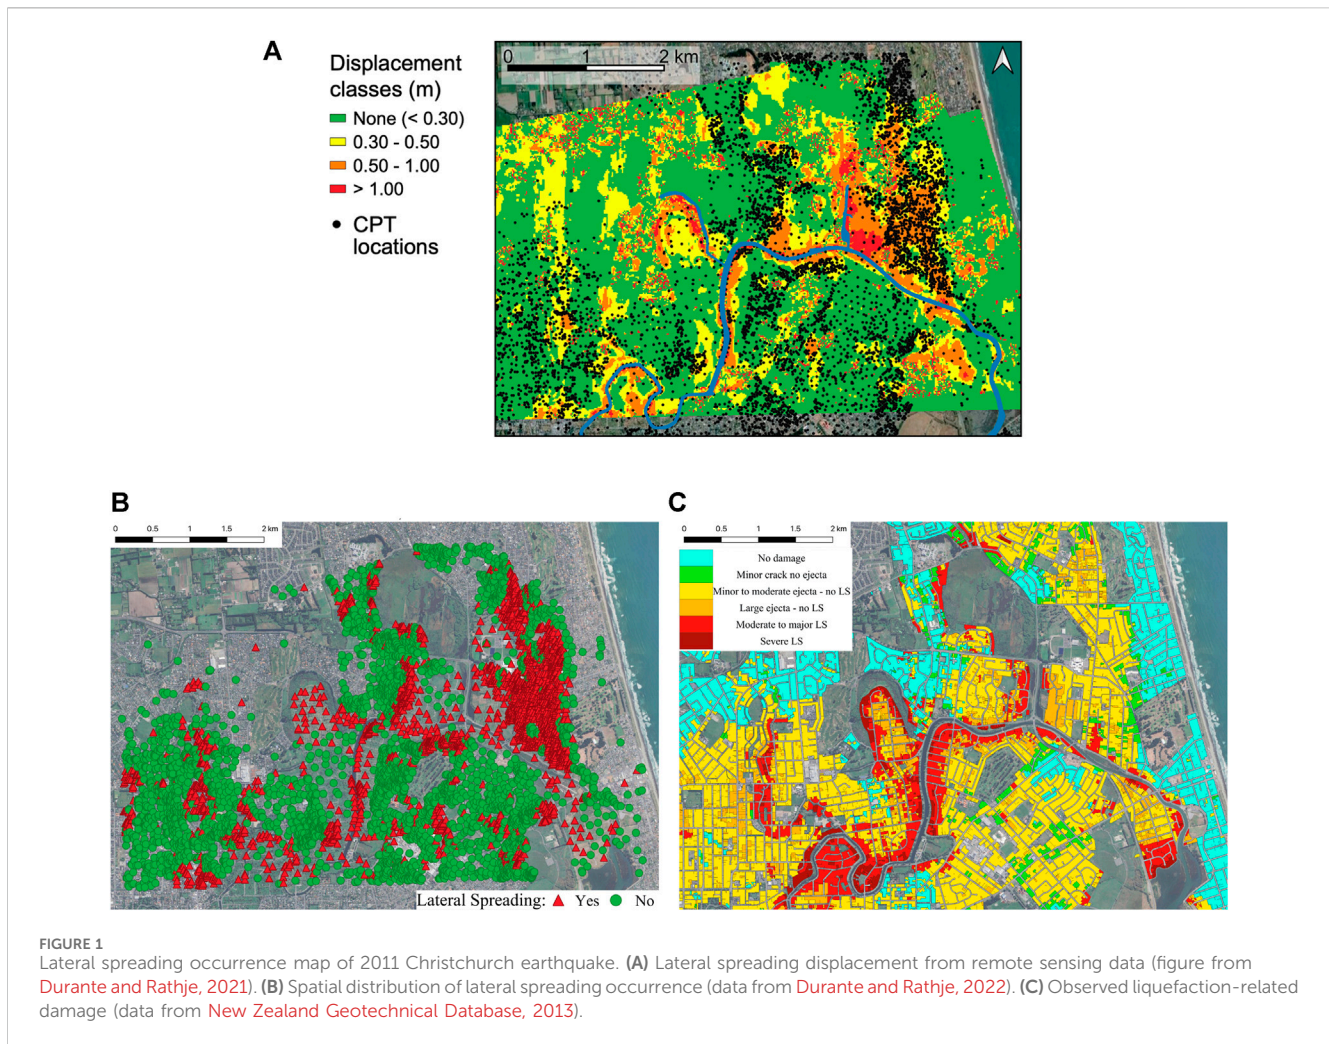 A
Displacement
classes (m)
None (< 0.30)
0.30 - 0.50
0.50 - 1.00
> 1.00
CPT
locations
0 1 2 km
B
0 0.5 1 1.5 2 km
Lateral Spreading: Yes No
C
0 0.5 1 1.5 2 km
No damage
Minor crack no ejecta
Minor to moderate ejecta - no LS
Large ejecta - no LS
Moderate to major LS
Severe LS
FIGURE 1
Lateral spreading occurrence map of 2011 Christchurch earthquake. (A) Lateral spreading displacement from remote sensing data (figure from
Durante and Rathje, 2021). (B) Spatial distribution of lateral spreading occurrence (data from Durante and Rathje, 2022). (C) Observed liquefaction-related
damage (data from New Zealand Geotechnical Database, 2013).